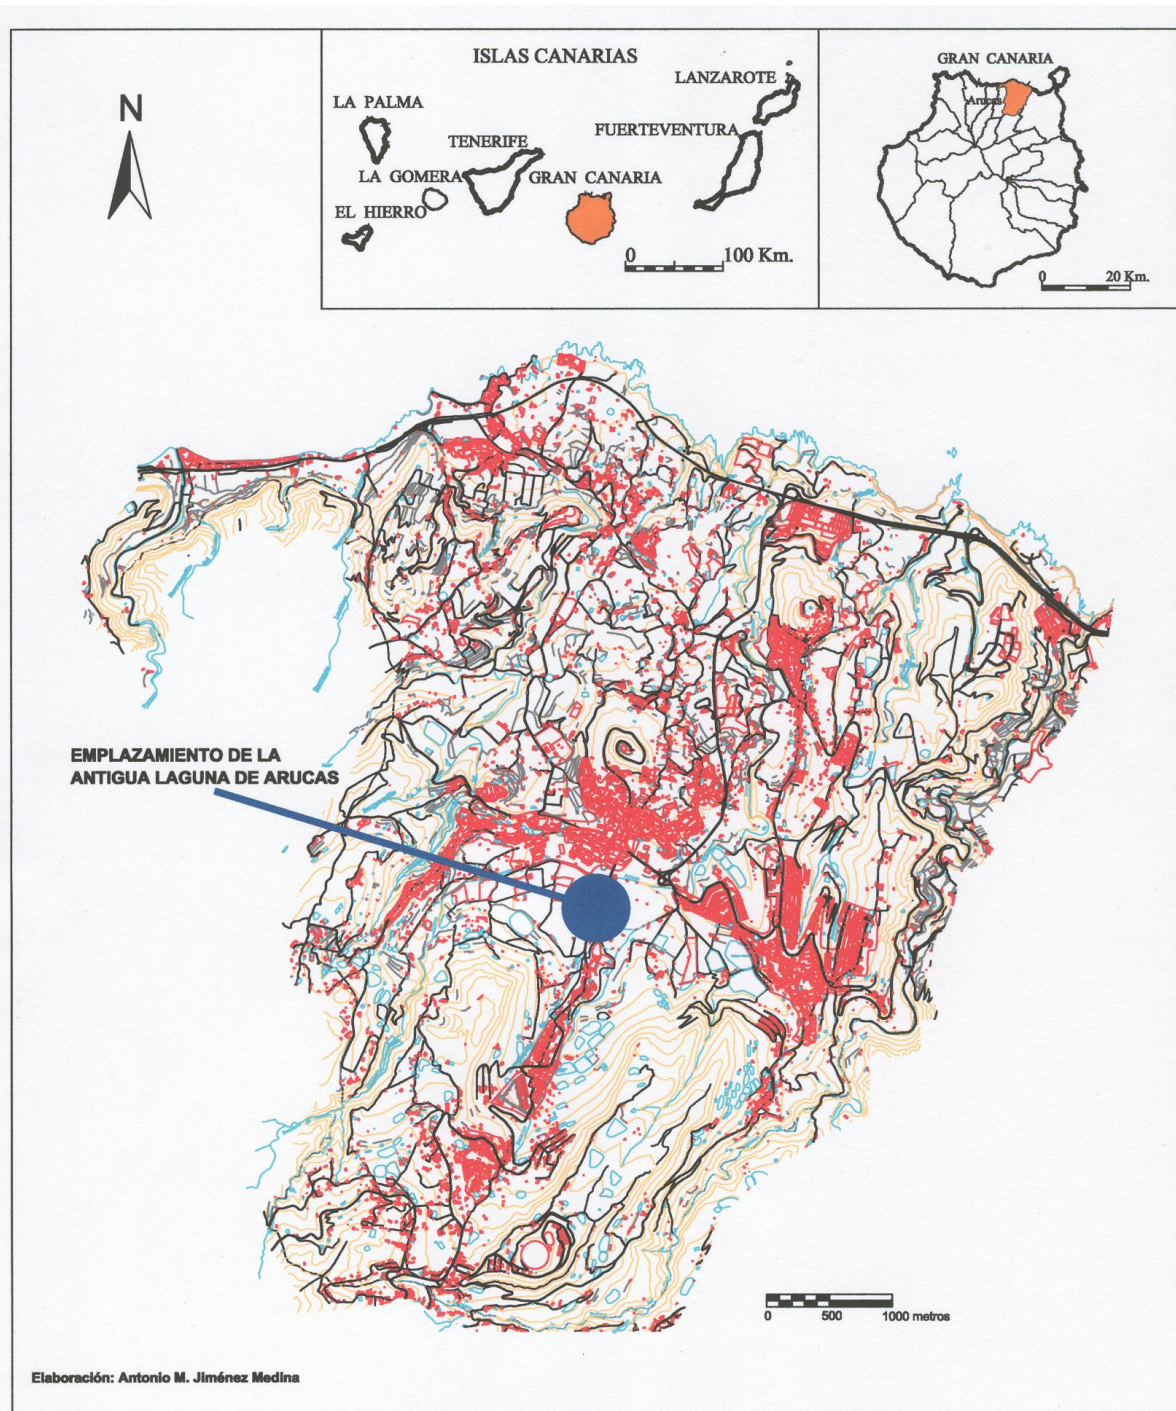 N
ISLAS CANARIAS
LANZAROTE
LA PALMA
FUERTEVENTURA
TENERIFE
LA GOMERA
GRAN CANARIA
EL HIERRO
0 100 Km.
GRAN CANARIA
Arucas
0 20 Km.
EMPLAZAMIENTO DE LA
ANTIGUA LAGUNA DE ARUCAS
0 500 1000 metros
Elaboración: Antonio M. Jiménez Medina